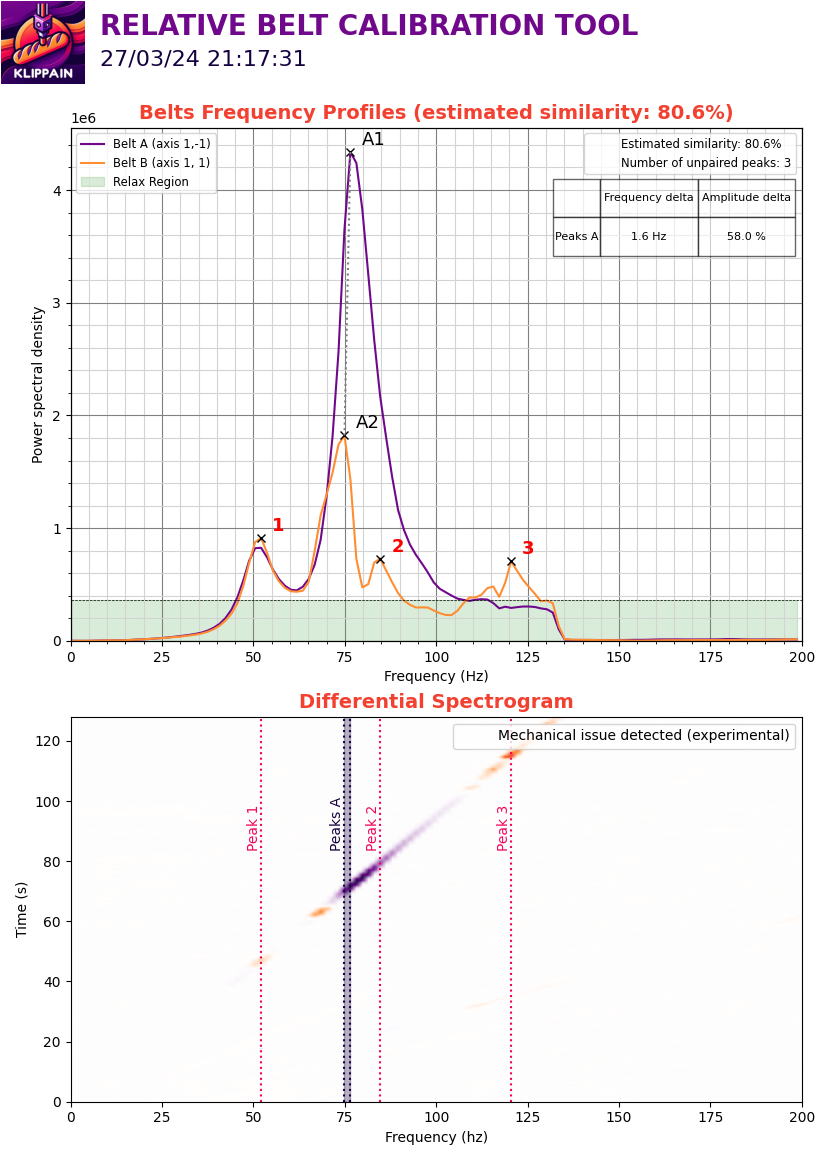 KLIPPAIN
RELATIVE BELT CALIBRATION TOOL
27/03/24 21:17:31
Belts Frequency Profiles (estimated similarity: 80.6%)
1e6
Belt A (axis 1,-1)
Belt B (axis 1, 1)
Relax Region
Estimated similarity: 80.6%
Number of unpaired peaks: 3
Frequency delta Amplitude delta
Peaks A 1.6 Hz 58.0 %
A1
A2
1
2
3
Power spectral density
4
3
2
1
0
0 25 50 75 100 125 150 175 200
Frequency (Hz)
Differential Spectrogram
Mechanical issue detected (experimental)
Peak 1
Peaks A
Peak 2
Peak 3
Time (s)
120
100
80
60
40
20
0
0 25 50 75 100 125 150 175 200
Frequency (hz)